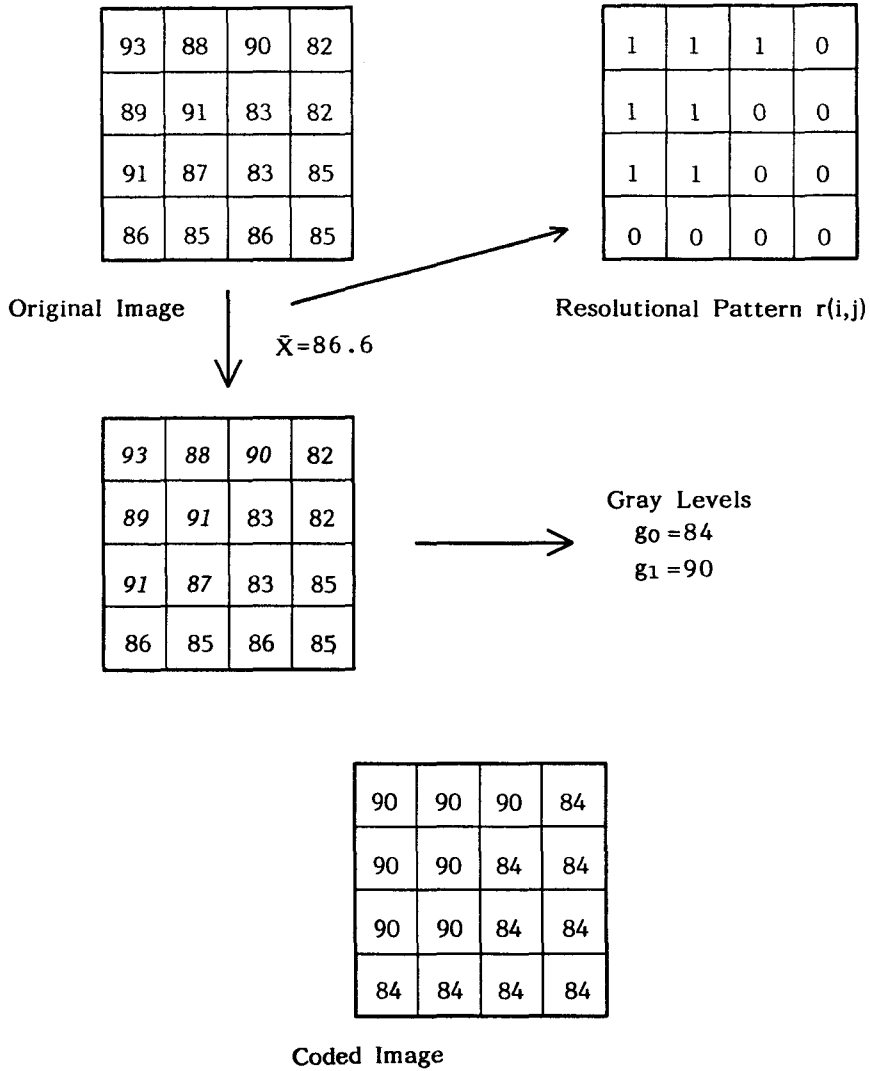 93 88 90 82
89 91 83 82
91 87 83 85
86 85 86 85
Original Image
1 1 1 0
1 1 0 0
1 1 0 0
0 0 0 0
Resolutional Pattern r(i,j)
X̄=86.6
93 88 90 82
89 91 83 82
91 87 83 85
86 85 86 85
Gray Levels
g0 =84
g1 =90
90 90 90 84
90 90 84 84
90 90 84 84
84 84 84 84
Coded Image